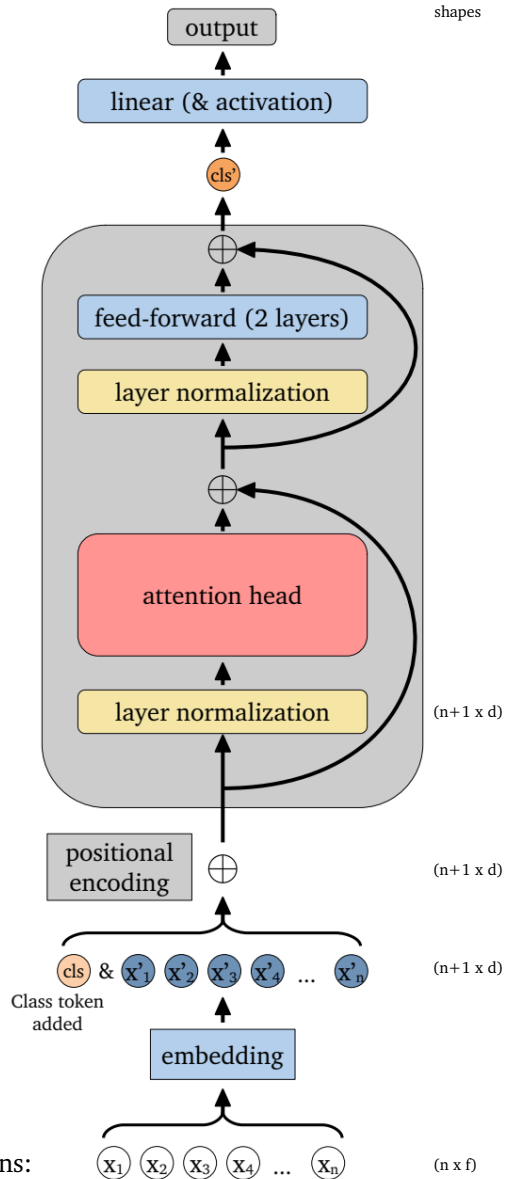 shapes
output
linear (& activation)
cls'
feed-forward (2 layers)
layer normalization
attention head
layer normalization
(n+1 x d)
positional
encoding
(n+1 x d)
cls & x'1 x'2 x'3 x'4 ... x'n
(n+1 x d)
Class token
added
embedding
ns: x1 x2 x3 x4 ... xn
(n x f)